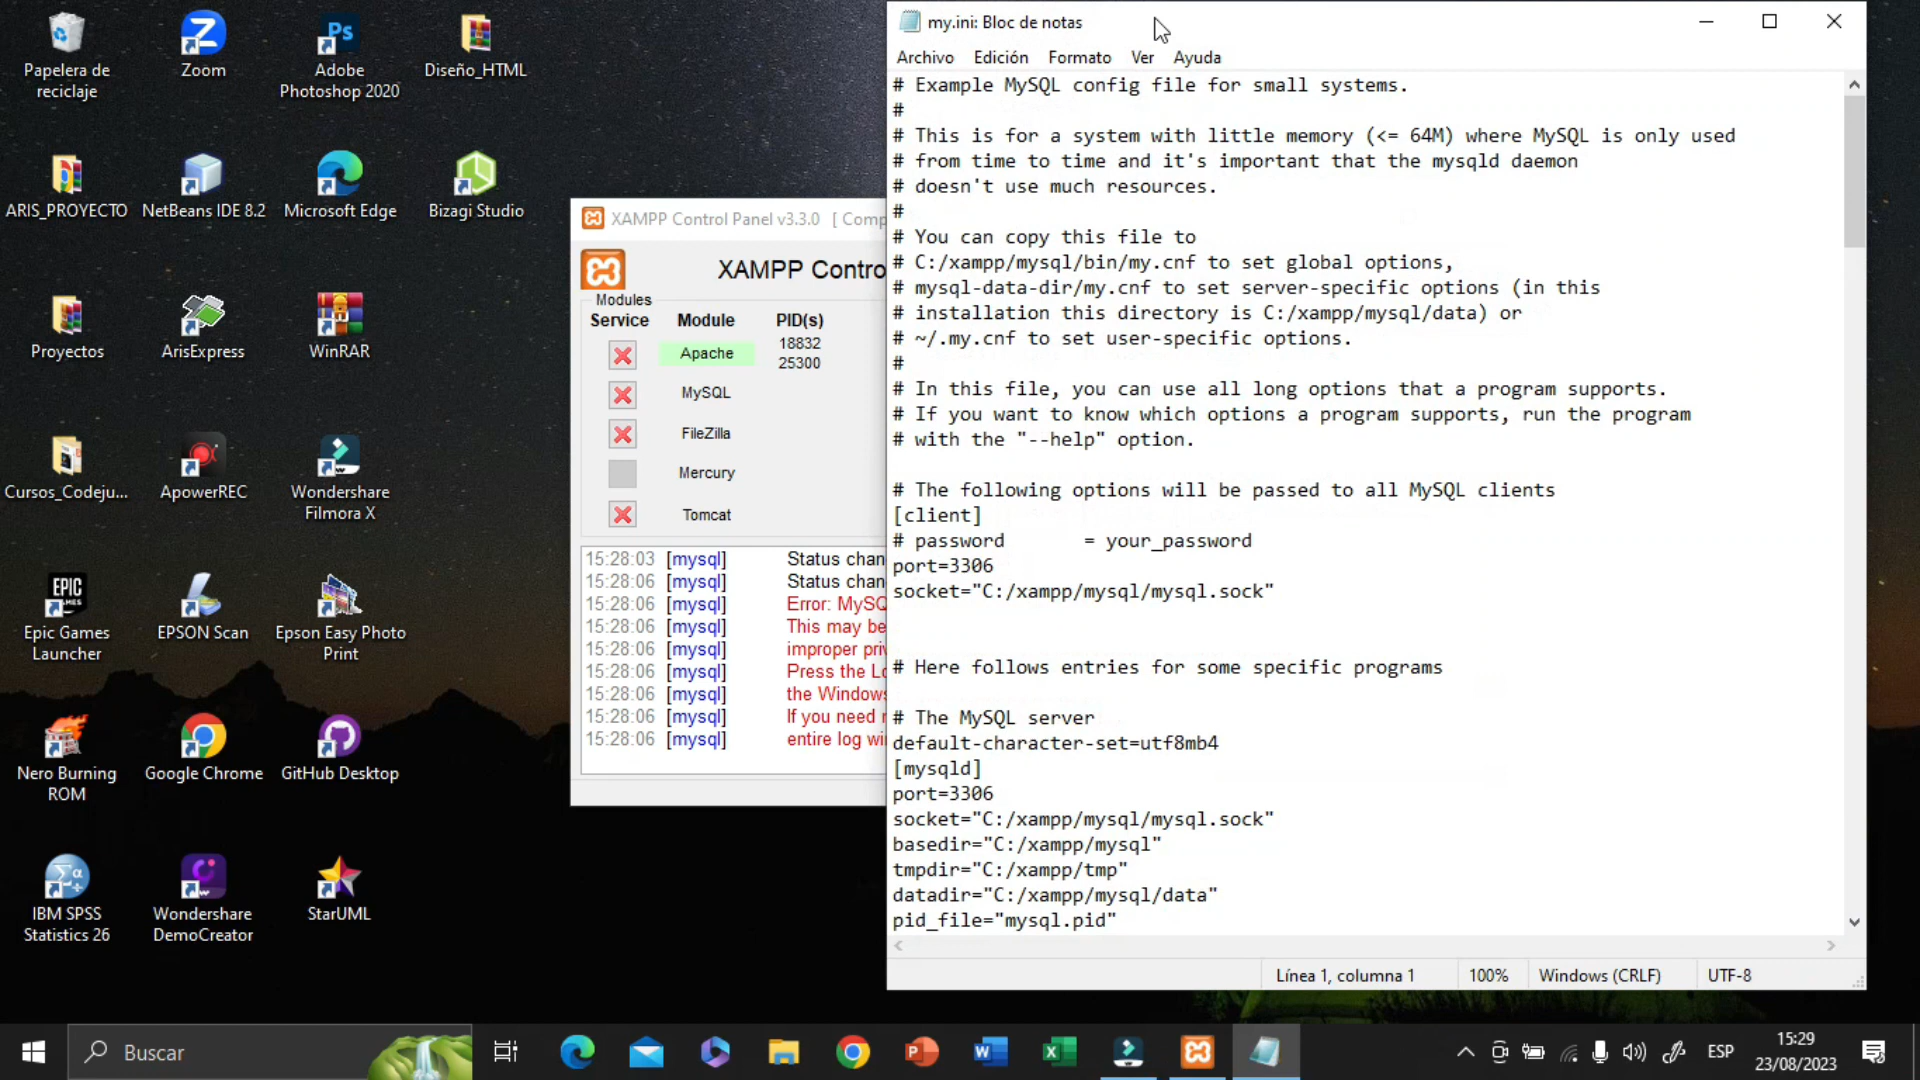 Papelera de
reciclaje
Zoom
Adobe
Photoshop 2020
Diseño_HTML
ARIS_PROYECTO
NetBeans IDE 8.2
Microsoft Edge
Bizagi Studio
Proyectos
ArisExpress
WinRAR
Cursos_Codeju...
ApowerREC
Wondershare
Filmora X
Epic Games
Launcher
EPSON Scan
Epson Easy Photo
Print
Nero Burning
ROM
Google Chrome
GitHub Desktop
IBM SPSS
Statistics 26
Wondershare
DemoCreator
StarUML
XAMPP Control Panel v3.3.0 [ Comp
XAMPP Contro
Modules
Service Module PID(s)
Apache 18832
25300
MySQL
FileZilla
Mercury
Tomcat
15:28:03 [mysql] Status chan
15:28:06 [mysql] Status chan
15:28:06 [mysql] Error: MySQ
15:28:06 [mysql] This may be
15:28:06 [mysql] improper priv
15:28:06 [mysql] Press the Lo
15:28:06 [mysql] the Windows
15:28:06 [mysql] If you need
15:28:06 [mysql] entire log wi
my.ini: Bloc de notas
Archivo Edición Formato Ver Ayuda
# Example MySQL config file for small systems.
#
# This is for a system with little memory (<= 64M) where MySQL is only used
# from time to time and it's important that the mysqld daemon
# doesn't use much resources.
#
# You can copy this file to
# C:/xampp/mysql/bin/my.cnf to set global options,
# mysql-data-dir/my.cnf to set server-specific options (in this
# installation this directory is C:/xampp/mysql/data) or
# ~/.my.cnf to set user-specific options.
#
# In this file, you can use all long options that a program supports.
# If you want to know which options a program supports, run the program
# with the "--help" option.
# The following options will be passed to all MySQL clients
[client]
# password = your_password
port=3306
socket="C:/xampp/mysql/mysql.sock"
# Here follows entries for some specific programs
# The MySQL server
default-character-set=utf8mb4
[mysqld]
port=3306
socket="C:/xampp/mysql/mysql.sock"
basedir="C:/xampp/mysql"
tmpdir="C:/xampp/tmp"
datadir="C:/xampp/mysql/data"
pid_file="mysql.pid"
Línea 1, columna 1 100% Windows (CRLF) UTF-8
Buscar
ESP
15:29
23/08/2023